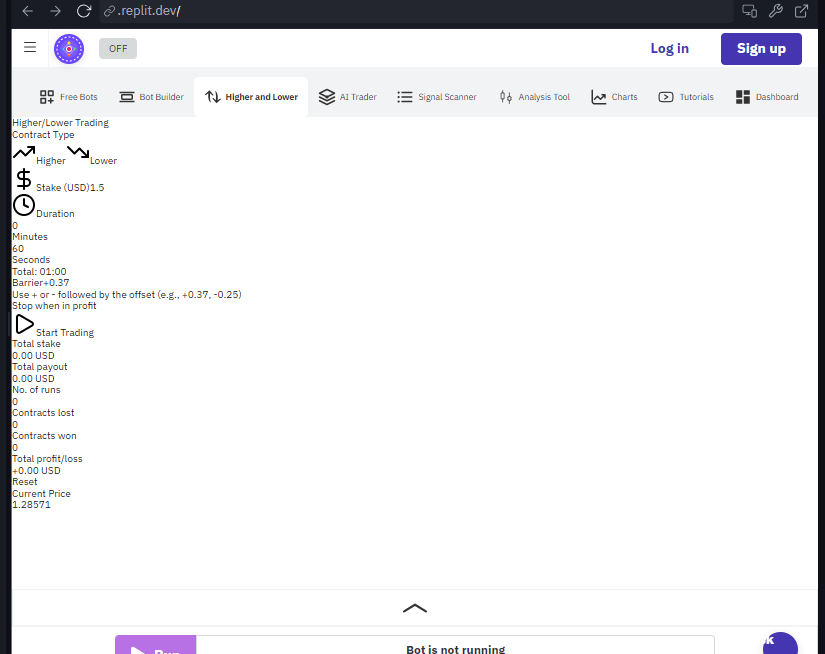 .replit.dev/
OFF
Log in
Sign up
Free Bots
Bot Builder
Higher and Lower
AI Trader
Signal Scanner
Analysis Tool
Charts
Tutorials
Dashboard
Higher/Lower Trading
Contract Type
Higher Lower
Stake (USD)1.5
Duration
0
Minutes
60
Seconds
Total: 01:00
Barrier+0.37
Use + or - followed by the offset (e.g., +0.37, -0.25)
Stop when in profit
Start Trading
Total stake
0.00 USD
Total payout
0.00 USD
No. of runs
0
Contracts lost
0
Contracts won
0
Total profit/loss
+0.00 USD
Reset
Current Price
1.28571
Run
Bot is not running